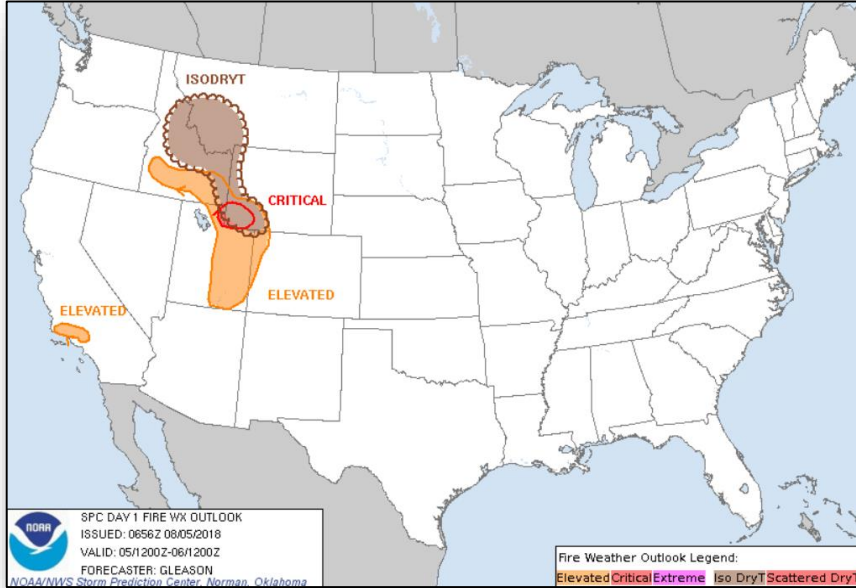 ISODRYT
CRITICAL
ELEVATED
ELEVATED
NOAA
SPC DAY 1 FIRE WX OUTLOOK
ISSUED: 0656Z 08/05/2018
VALID: 05/1200Z-06/1200Z
FORECASTER: GLEASON
NOAA/NWS Storm Prediction Center, Norman, Oklahoma
Fire Weather Outlook Legend:
Elevated Critical Extreme Iso DryT Scattered DryT